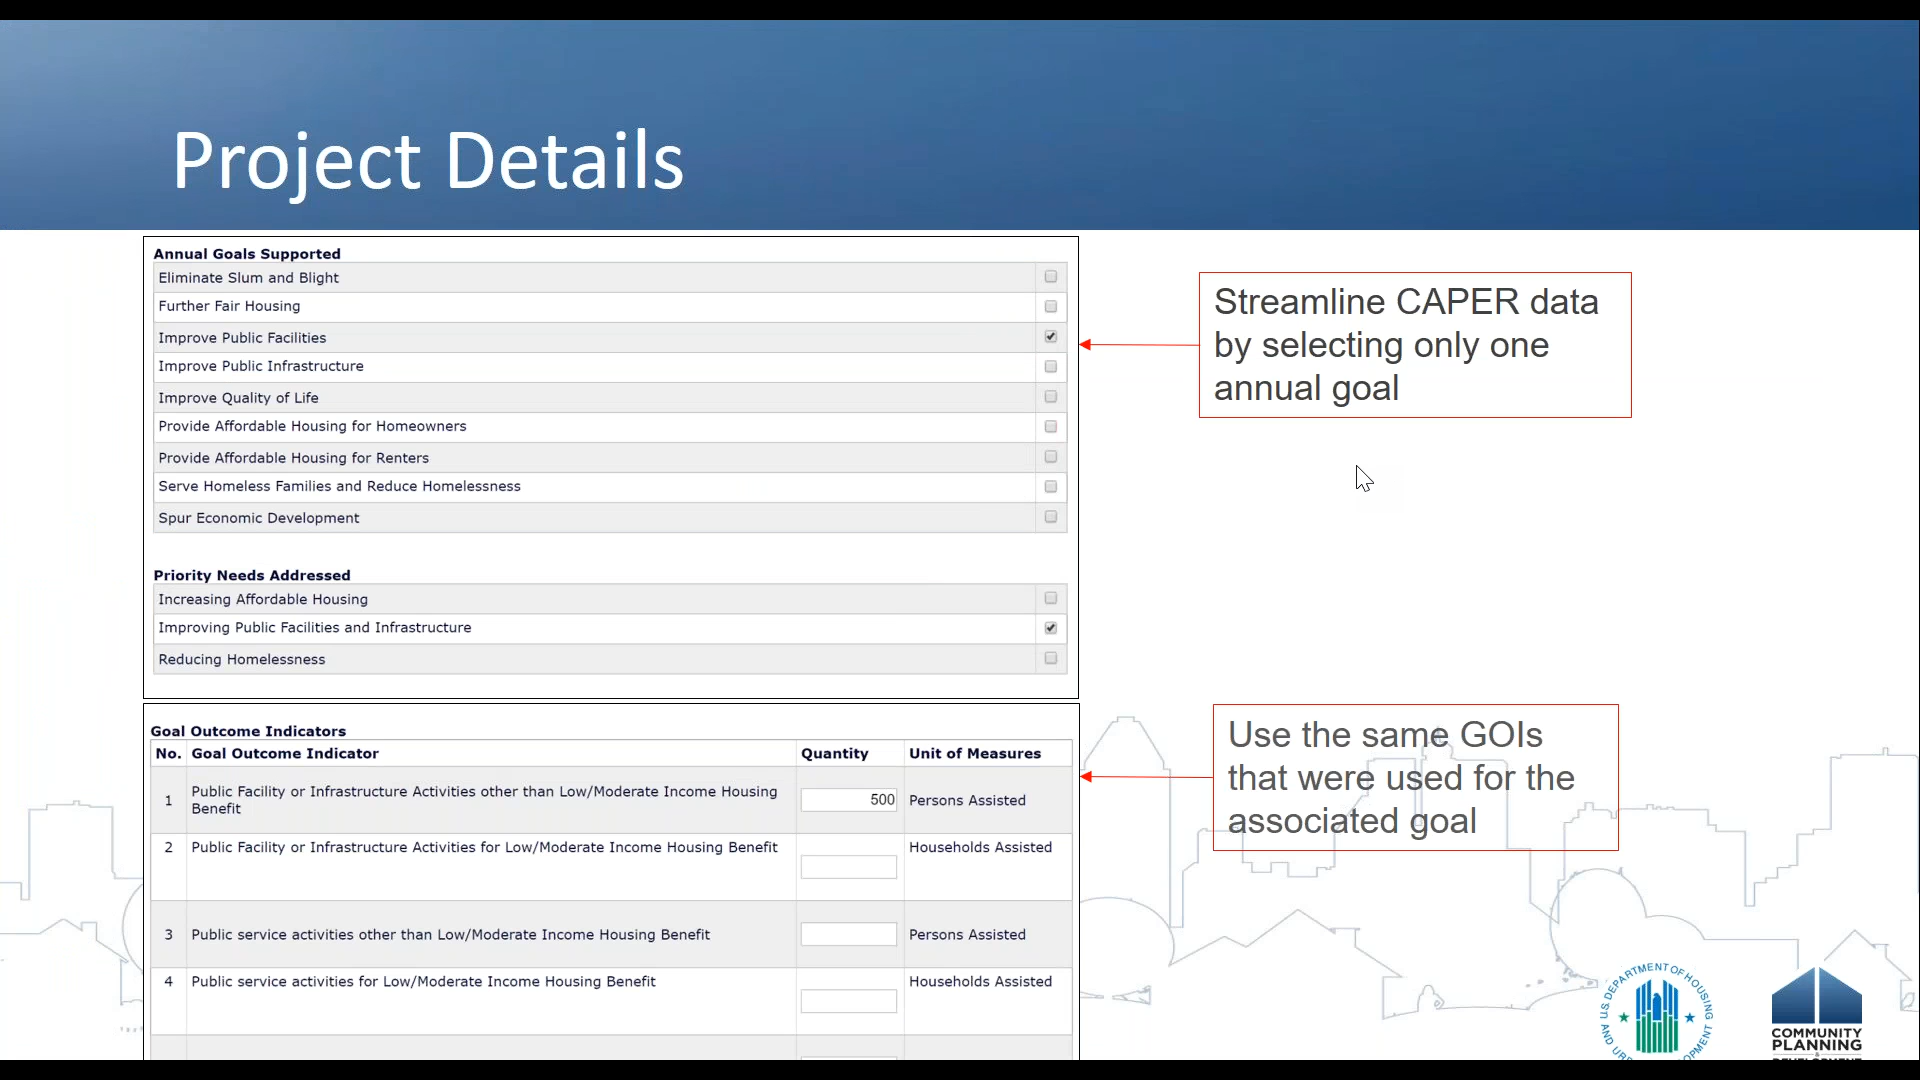 Project Details
Annual Goals Supported
Eliminate Slum and Blight
Further Fair Housing
Improve Public Facilities
Improve Public Infrastructure
Improve Quality of Life
Provide Affordable Housing for Homeowners
Provide Affordable Housing for Renters
Serve Homeless Families and Reduce Homelessness
Spur Economic Development
Priority Needs Addressed
Increasing Affordable Housing
Improving Public Facilities and Infrastructure
Reducing Homelessness
Streamline CAPER data
by selecting only one
annual goal
Goal Outcome Indicators
No. Goal Outcome Indicator Quantity Unit of Measures
1 Public Facility or Infrastructure Activities other than Low/Moderate Income Housing
Benefit 500 Persons Assisted
2 Public Facility or Infrastructure Activities for Low/Moderate Income Housing Benefit Households Assisted
3 Public service activities other than Low/Moderate Income Housing Benefit Persons Assisted
4 Public service activities for Low/Moderate Income Housing Benefit Households Assisted
Use the same GOIs
that were used for the
associated goal
U.S. DEPARTMENT OF HOUSING
AND
COMMUNITY
PLANNING